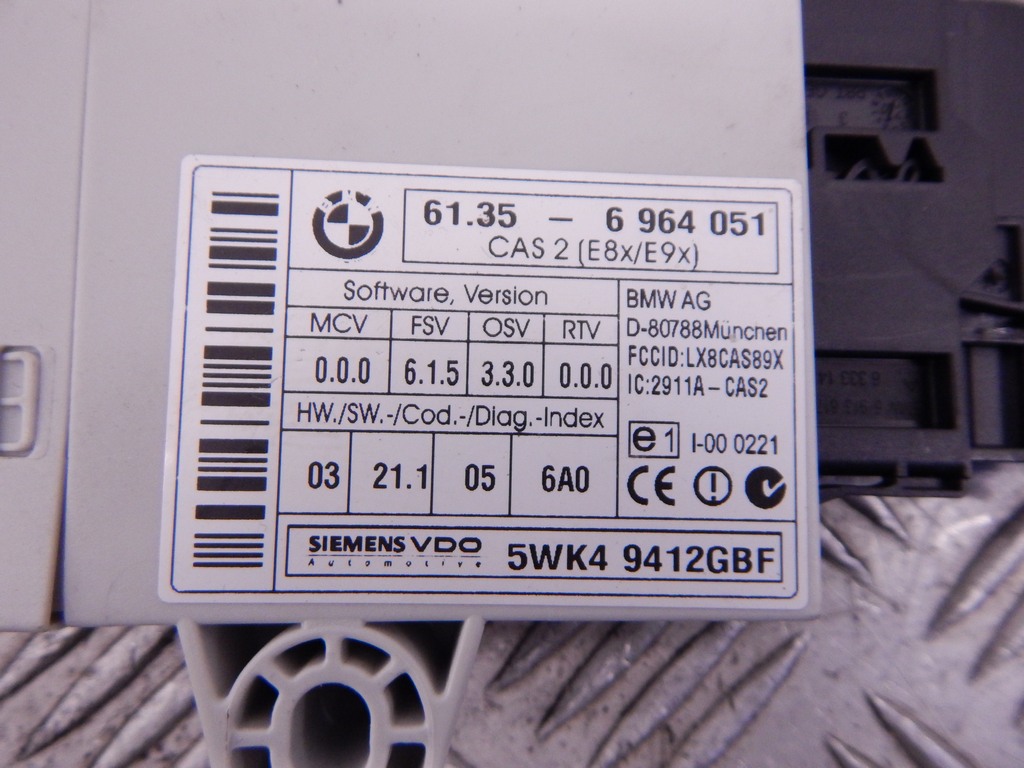 BMW
61.35 – 6 964 051
CAS 2 (E8x/E9x)
Software, Version
MCV FSV OSV RTV
0.0.0 6.1.5 3.3.0 0.0.0
HW./SW.-/Cod.-/Diag.-Index
03 21.1 05 6A0
BMW AG
D-80788München
FCCID:LX8CAS89X
IC:2911A–CAS2
e1 I-00 0221
CE
SIEMENS VDO
Automotive
5WK4 9412GBF